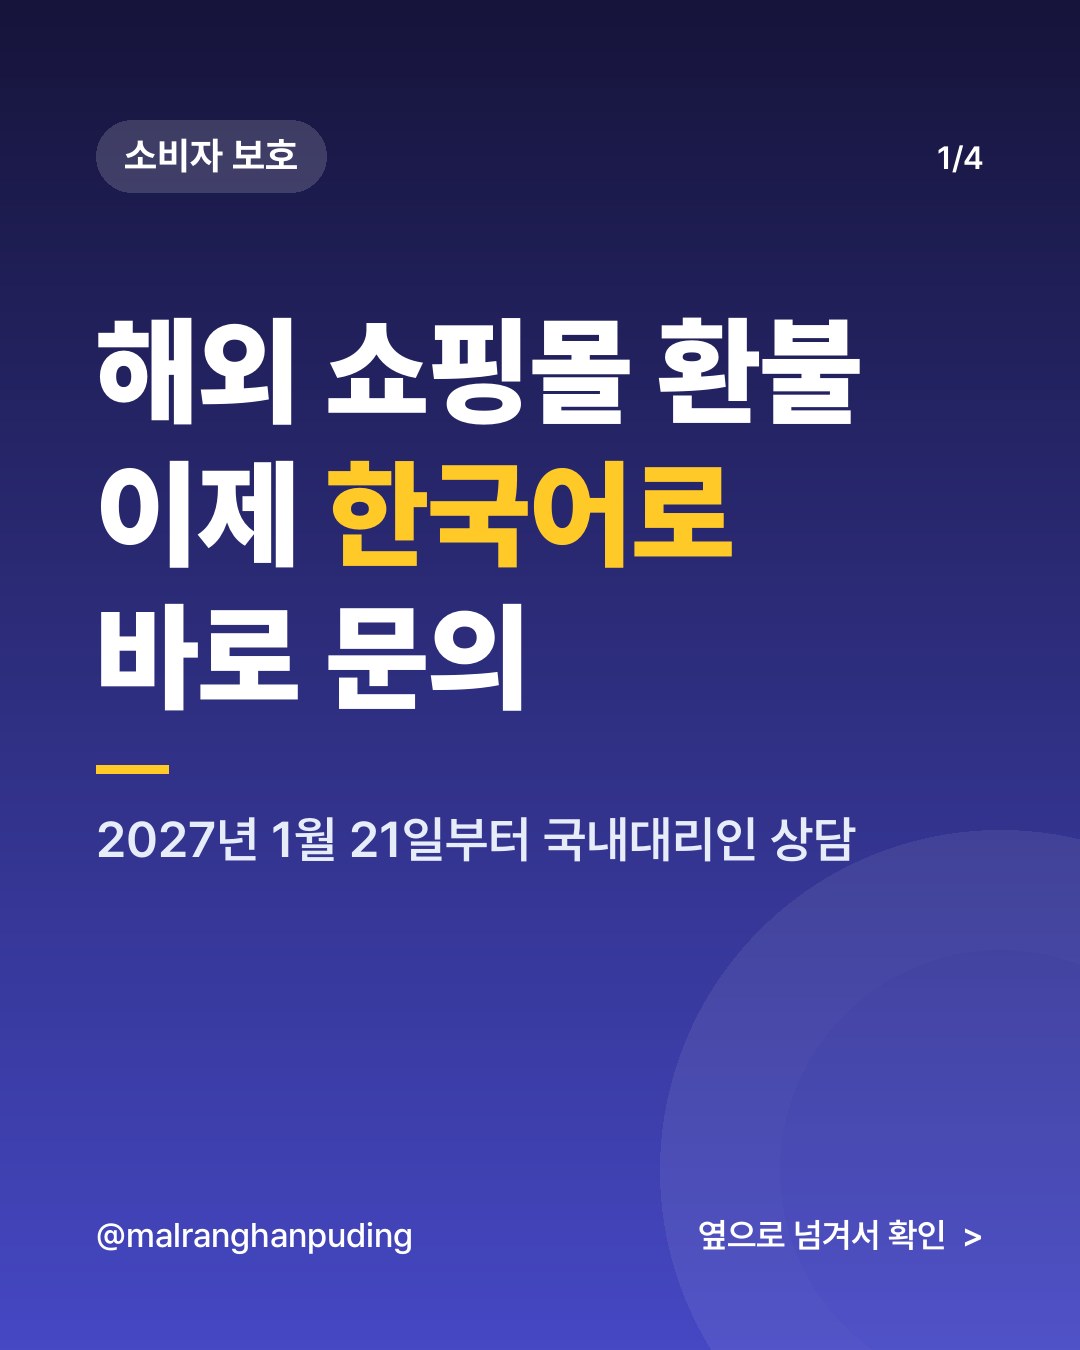 소비자 보호
1/4
해외 쇼핑몰 환불
이제 한국어로
바로 문의
2027년 1월 21일부터 국내대리인 상담
@malranghanpuding
옆으로 넘겨서 확인 >